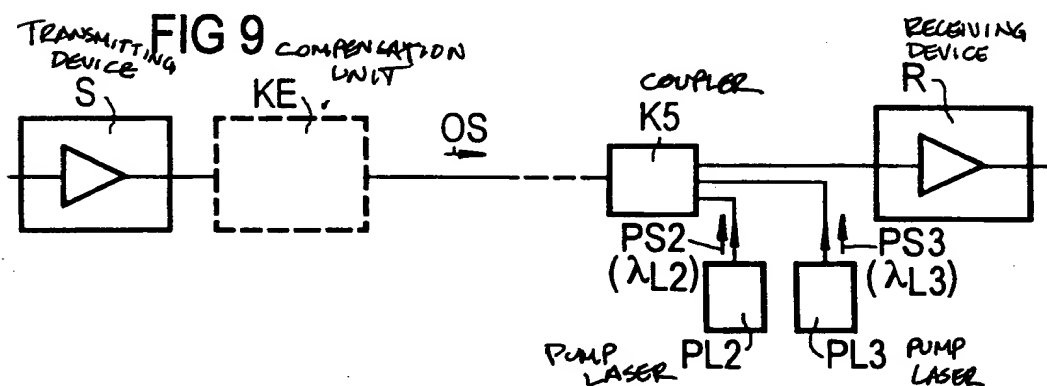 FIG 9
TRANSMITTING
DEVICE
S
COMPENSATION
UNIT
KE
OS
COUPLER
K5
RECEIVING
DEVICE
R
PS2
(λL2)
PS3
(λL3)
PUMP
LASER
PL2
PL3
PUMP
LASER